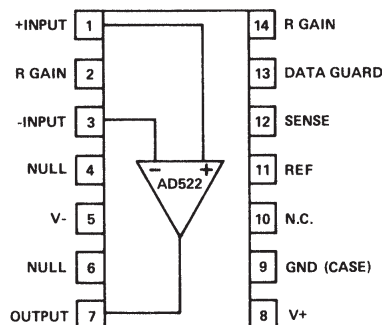 +INPUT 1 14 R GAIN
R GAIN 2 13 DATA GUARD
-INPUT 3 12 SENSE
NULL 4 - + 11 REF
AD522
V- 5 10 N.C.
NULL 6 9 GND (CASE)
OUTPUT 7 8 V+